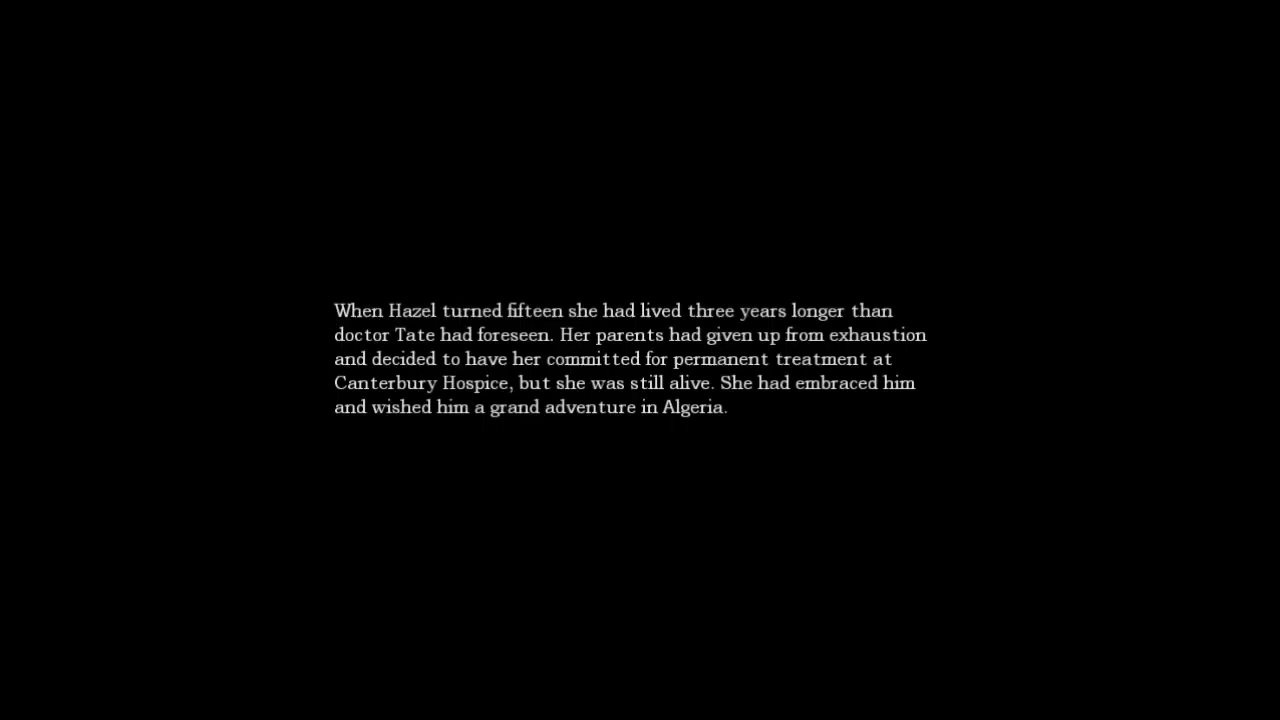 When Hazel turned fifteen she had lived three years longer than
doctor Tate had foreseen. Her parents had given up from exhaustion
and decided to have her committed for permanent treatment at
Canterbury Hospice, but she was still alive. She had embraced him
and wished him a grand adventure in Algeria.